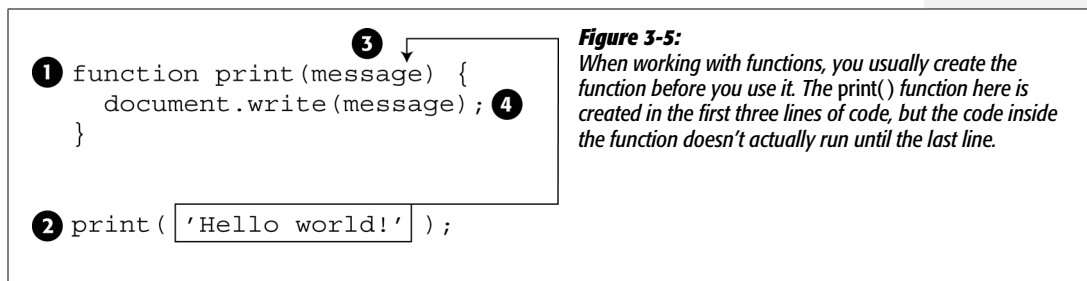 3
1 function print(message) {
document.write(message); 4
}
2 print( 'Hello world!' );
Figure 3-5:
When working with functions, you usually create the
function before you use it. The print() function here is
created in the first three lines of code, but the code inside
the function doesn't actually run until the last line.